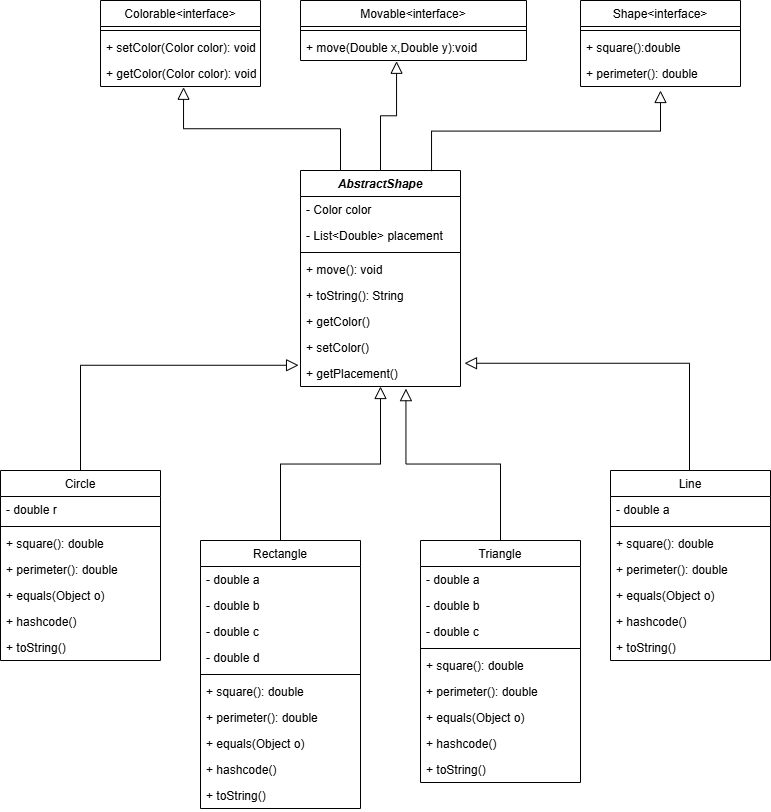 Colorable<interface>
+ setColor(Color color): void
+ getColor(Color color): void
Movable<interface>
+ move(Double x,Double y):void
Shape<interface>
+ square():double
+ perimeter(): double
AbstractShape
- Color color
- List<Double> placement
+ move(): void
+ toString(): String
+ getColor()
+ setColor()
+ getPlacement()
Circle
- double r
+ square(): double
+ perimeter(): double
+ equals(Object o)
+ hashcode()
+ toString()
Rectangle
- double a
- double b
- double c
- double d
+ square(): double
+ perimeter(): double
+ equals(Object o)
+ hashcode()
+ toString()
Triangle
- double a
- double b
- double c
+ square(): double
+ perimeter(): double
+ equals(Object o)
+ hashcode()
+ toString()
Line
- double a
+ square(): double
+ perimeter(): double
+ equals(Object o)
+ hashcode()
+ toString()